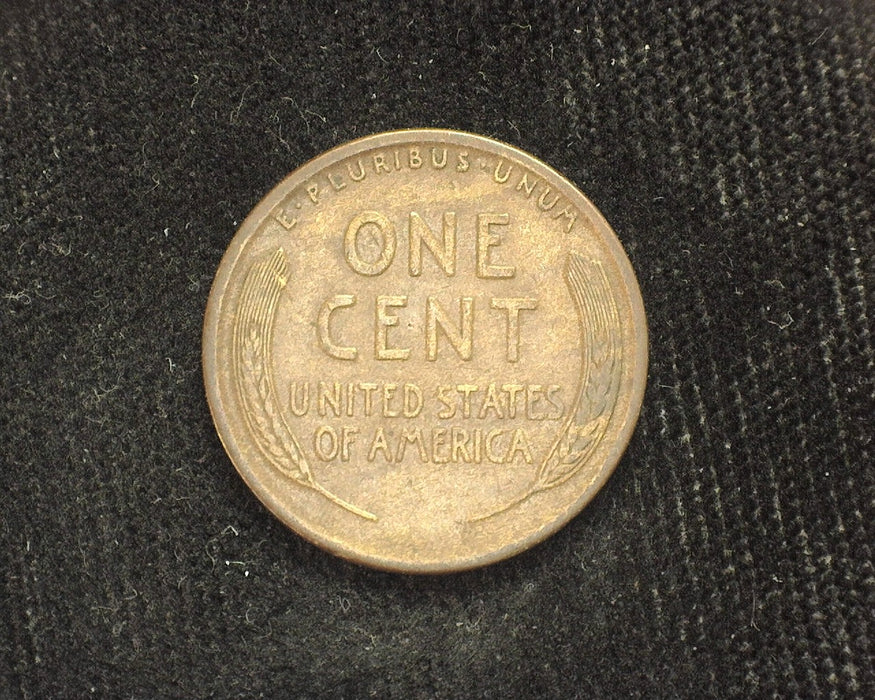 E · PLURIBUS · UNUM
ONE
CENT
UNITED STATES
OF AMERICA